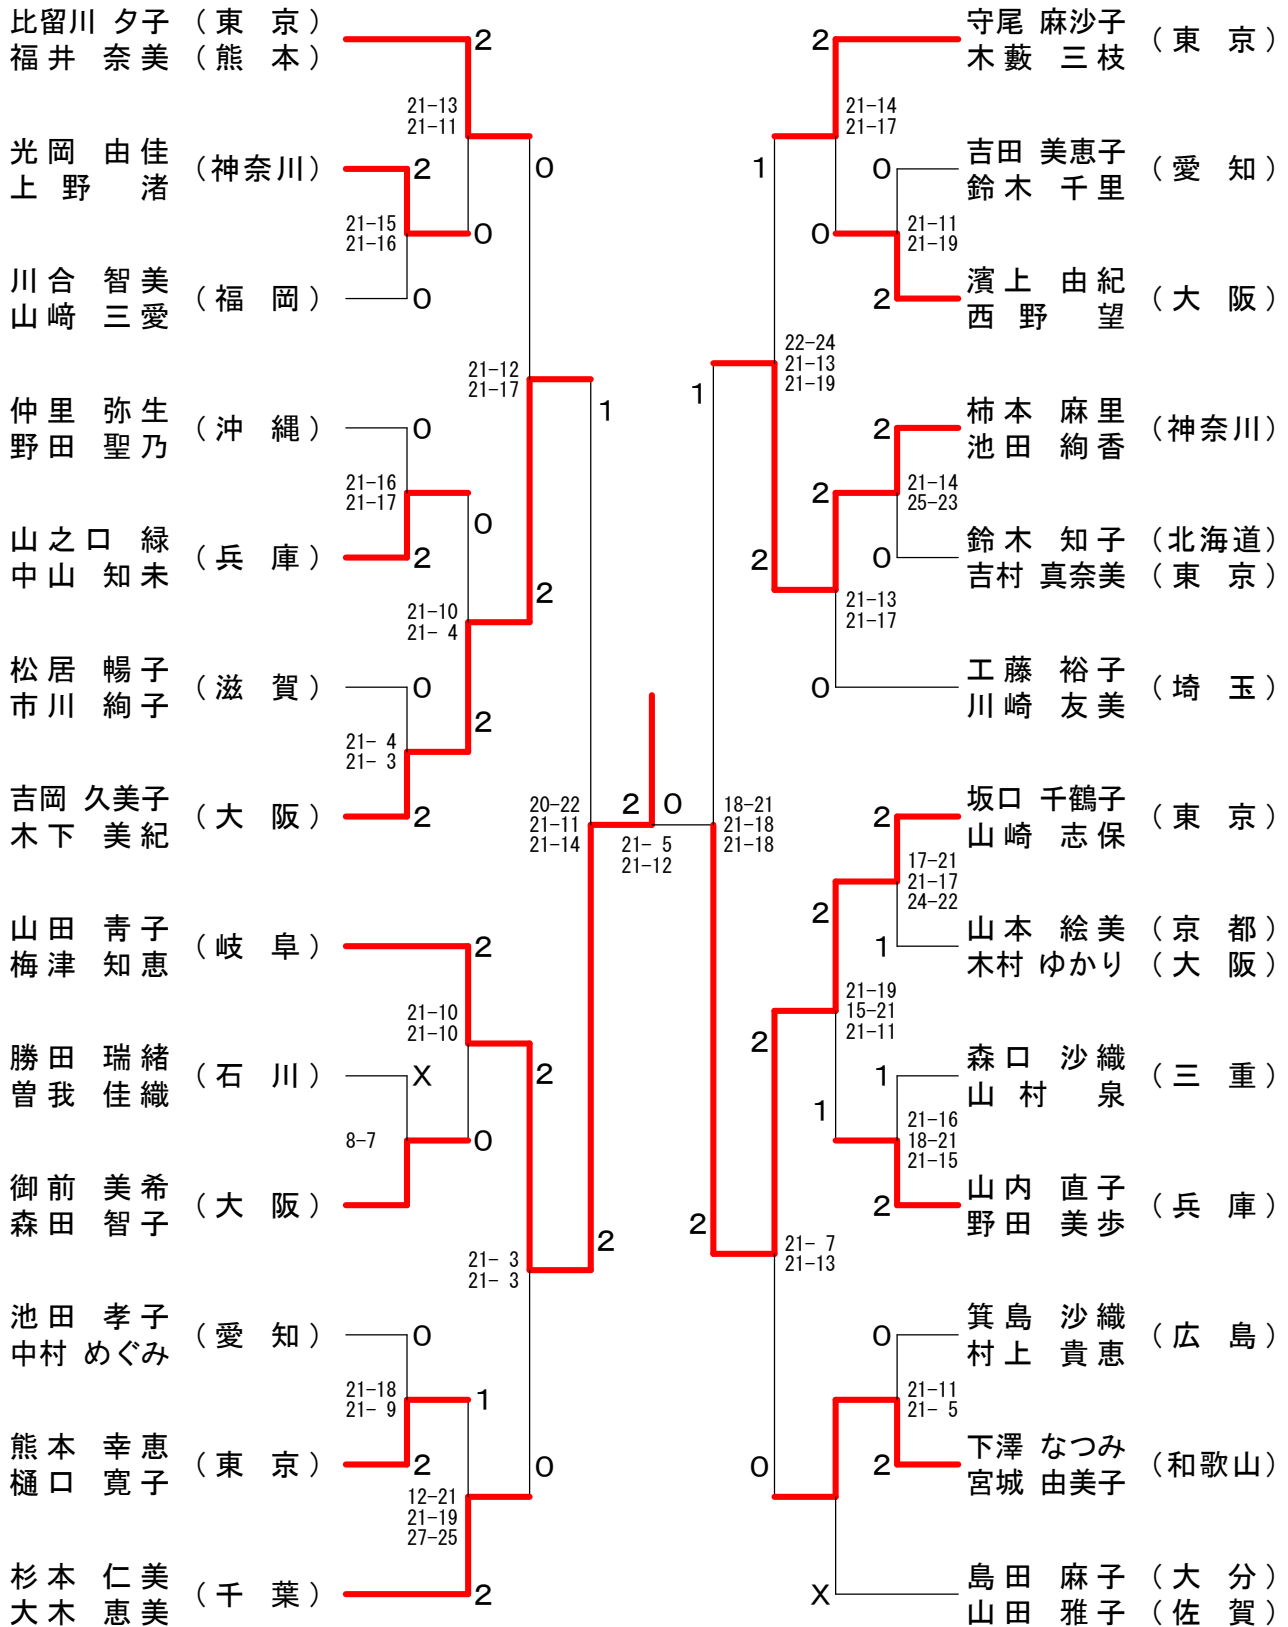 比留川 夕子 （ 東 京 ）
福井 奈美 （ 熊 本 ）
2
21-13
21-11
光岡 由佳
上野 渚
（神奈川）
2
0
21-15
21-16
0
川合 智美
山﨑 三愛
（ 福 岡 ）
0
21-12
21-17
1
仲里 弥生
野田 聖乃
（ 沖 縄 ）
0
21-16
21-17
0
山之口 緑
中山 知未
（ 兵 庫 ）
2
2
21-10
21- 4
松居 暢子
市川 絢子
（ 滋 賀 ）
0
2
21- 4
21- 3
吉岡 久美子
木下 美紀
（ 大 阪 ）
2
20-22
21-11
21-14
山田 青子
梅津 知恵
（ 岐 阜 ）
2
21-10
21-10
勝田 瑞緒
曽我 佳織
（ 石 川 ）
X
2
8-7
0
御前 美希
森田 智子
（ 大 阪 ）
2
21- 3
21- 3
池田 孝子
中村 めぐみ
（ 愛 知 ）
0
21-18
21- 9
1
熊本 幸恵
樋口 寛子
（ 東 京 ）
2
0
12-21
21-19
27-25
杉本 仁美
大木 恵美
（ 千 葉 ）
2
2 0
21- 5
21-12
2
守尾 麻沙子
木藪 三枝
（ 東 京 ）
21-14
21-17
1
0
吉田 美恵子
鈴木 千里
（ 愛 知 ）
0
21-11
21-19
2
濱上 由紀
西野 望
（ 大 阪 ）
22-24
21-13
21-19
1
2
柿本 麻里
池田 絢香
（神奈川）
2
21-14
25-23
2
0
鈴木 知子 （北海道）
吉村 真奈美 （ 東 京 ）
21-13
21-17
0
工藤 裕子
川崎 友美
（ 埼 玉 ）
18-21
21-18
21-18
2
坂口 千鶴子
山崎 志保
（ 東 京 ）
17-21
21-17
24-22
2
1
山本 絵美 （ 京 都 ）
木村 ゆかり （ 大 阪 ）
21-19
15-21
21-11
2
1
森口 沙織
山村 泉
（ 三 重 ）
1
21-16
18-21
21-15
2
山内 直子
野田 美歩
（ 兵 庫 ）
2
21- 7
21-13
0
箕島 沙織
村上 貴恵
（ 広 島 ）
21-11
21- 5
0
2
下澤 なつみ
宮城 由美子
（和歌山）
X
島田 麻子 （ 大 分 ）
山田 雅子 （ 佐 賀 ）